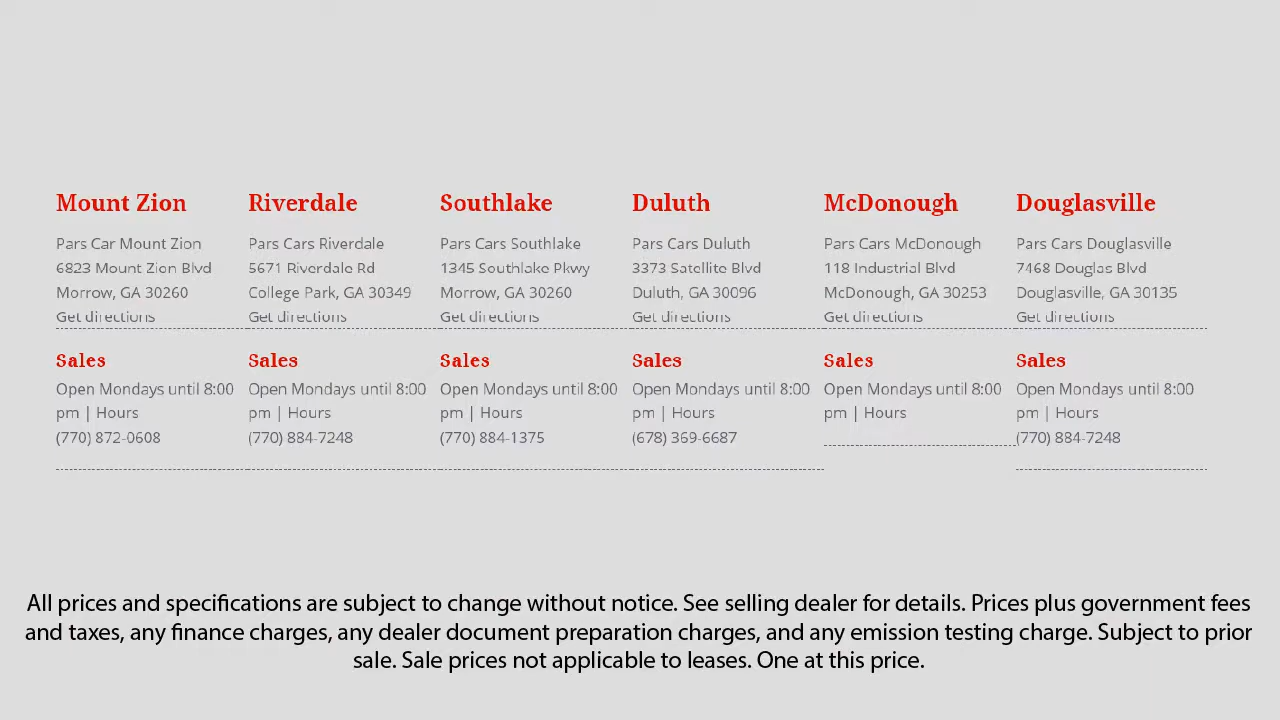 Mount Zion
Pars Car Mount Zion
6823 Mount Zion Blvd
Morrow, GA 30260
Get directions
Sales
Open Mondays until 8:00
pm | Hours
(770) 872-0608
Riverdale
Pars Cars Riverdale
5671 Riverdale Rd
College Park, GA 30349
Get directions
Sales
Open Mondays until 8:00
pm | Hours
(770) 884-7248
Southlake
Pars Cars Southlake
1345 Southlake Pkwy
Morrow, GA 30260
Get directions
Sales
Open Mondays until 8:00
pm | Hours
(770) 884-1375
Duluth
Pars Cars Duluth
3373 Satellite Blvd
Duluth, GA 30096
Get directions
Sales
Open Mondays until 8:00
pm | Hours
(678) 369-6687
McDonough
Pars Cars McDonough
118 Industrial Blvd
McDonough, GA 30253
Get directions
Sales
Open Mondays until 8:00
pm | Hours
Douglasville
Pars Cars Douglasville
7468 Douglas Blvd
Douglasville, GA 30135
Get directions
Sales
Open Mondays until 8:00
pm | Hours
(770) 884-7248
All prices and specifications are subject to change without notice. See selling dealer for details. Prices plus government fees
and taxes, any finance charges, any dealer document preparation charges, and any emission testing charge. Subject to prior
sale. Sale prices not applicable to leases. One at this price.